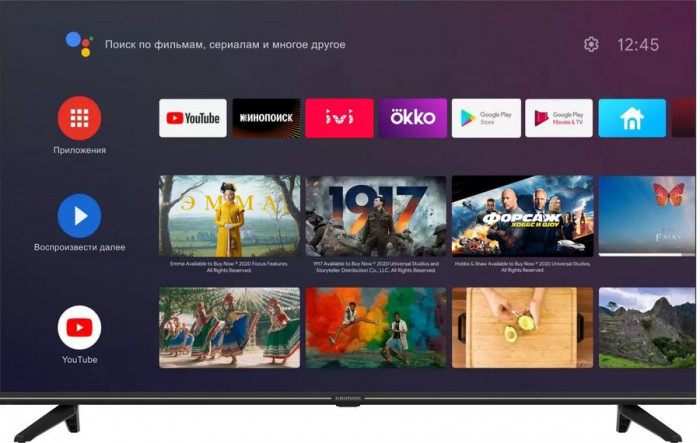 Поиск по фильмам, сериалам и многое другое
12:45
YouTube
КИНОПОИСК
ivi
okko
Google Play
Store
Google Play
Movies & TV
Приложения
ЭММА.
1917
ФОРСАЖ
ХОББС И ШОУ
FAIRY
Воспроизвести далее
Emma Available to Buy Now © 2020 Focus Features.
All Rights Reserved.
1917 Available to Buy Now © 2020 Universal Studios and
Storyteller Distribution Co., LLC. All Rights Reserved.
Hobbs & Shaw Available to Buy Now © 2020 Universal Studios.
All Rights Reserved.
YouTube
GRUNDIG